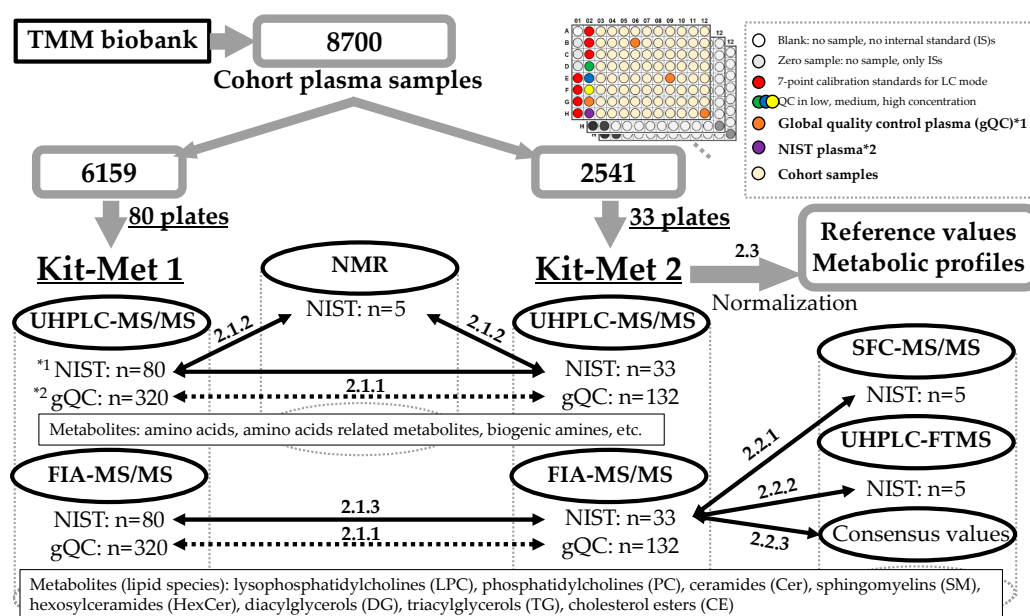 TMM biobank
8700
Cohort plasma samples
01 02 03 04 05 06 07 08 09 10 11 12
A
B
C
D
E
F
G
H
12
12
H
H
Blank: no sample, no internal standard (IS)s
Zero sample: no sample, only ISs
7-point calibration standards for LC mode
QC in low, medium, high concentration
Global quality control plasma (gQC)*1
NIST plasma*2
Cohort samples
6159
2541
80 plates
33 plates
Kit-Met 1
NMR
NIST: n=5
Kit-Met 2
2.3
Normalization
Reference values
Metabolic profiles
UHPLC-MS/MS
2.1.2
2.1.2
UHPLC-MS/MS
*1 NIST: n=80
NIST: n=33
*2 gQC: n=320
2.1.1
gQC: n=132
Metabolites: amino acids, amino acids related metabolites, biogenic amines, etc.
SFC-MS/MS
NIST: n=5
2.2.1
UHPLC-FTMS
2.2.2
NIST: n=5
2.2.3
Consensus values
FIA-MS/MS
FIA-MS/MS
NIST: n=80
2.1.3
NIST: n=33
gQC: n=320
2.1.1
gQC: n=132
Metabolites (lipid species): lysophosphatidylcholines (LPC), phosphatidylcholines (PC), ceramides (Cer), sphingomyelins (SM),
hexosylceramides (HexCer), diacylglycerols (DG), triacylglycerols (TG), cholesterol esters (CE)